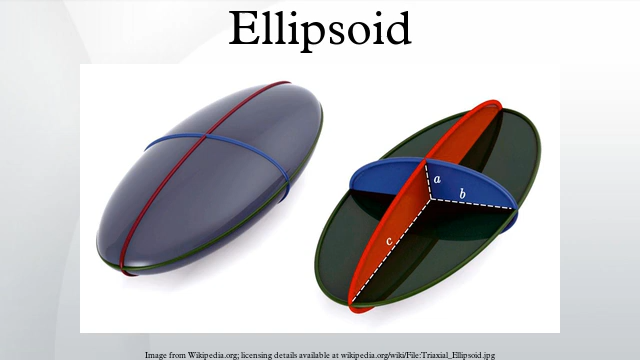 Ellipsoid
a
b
c
Image from Wikipedia.org; licensing details available at wikipedia.org/wiki/File:Triaxial_Ellipsoid.jpg